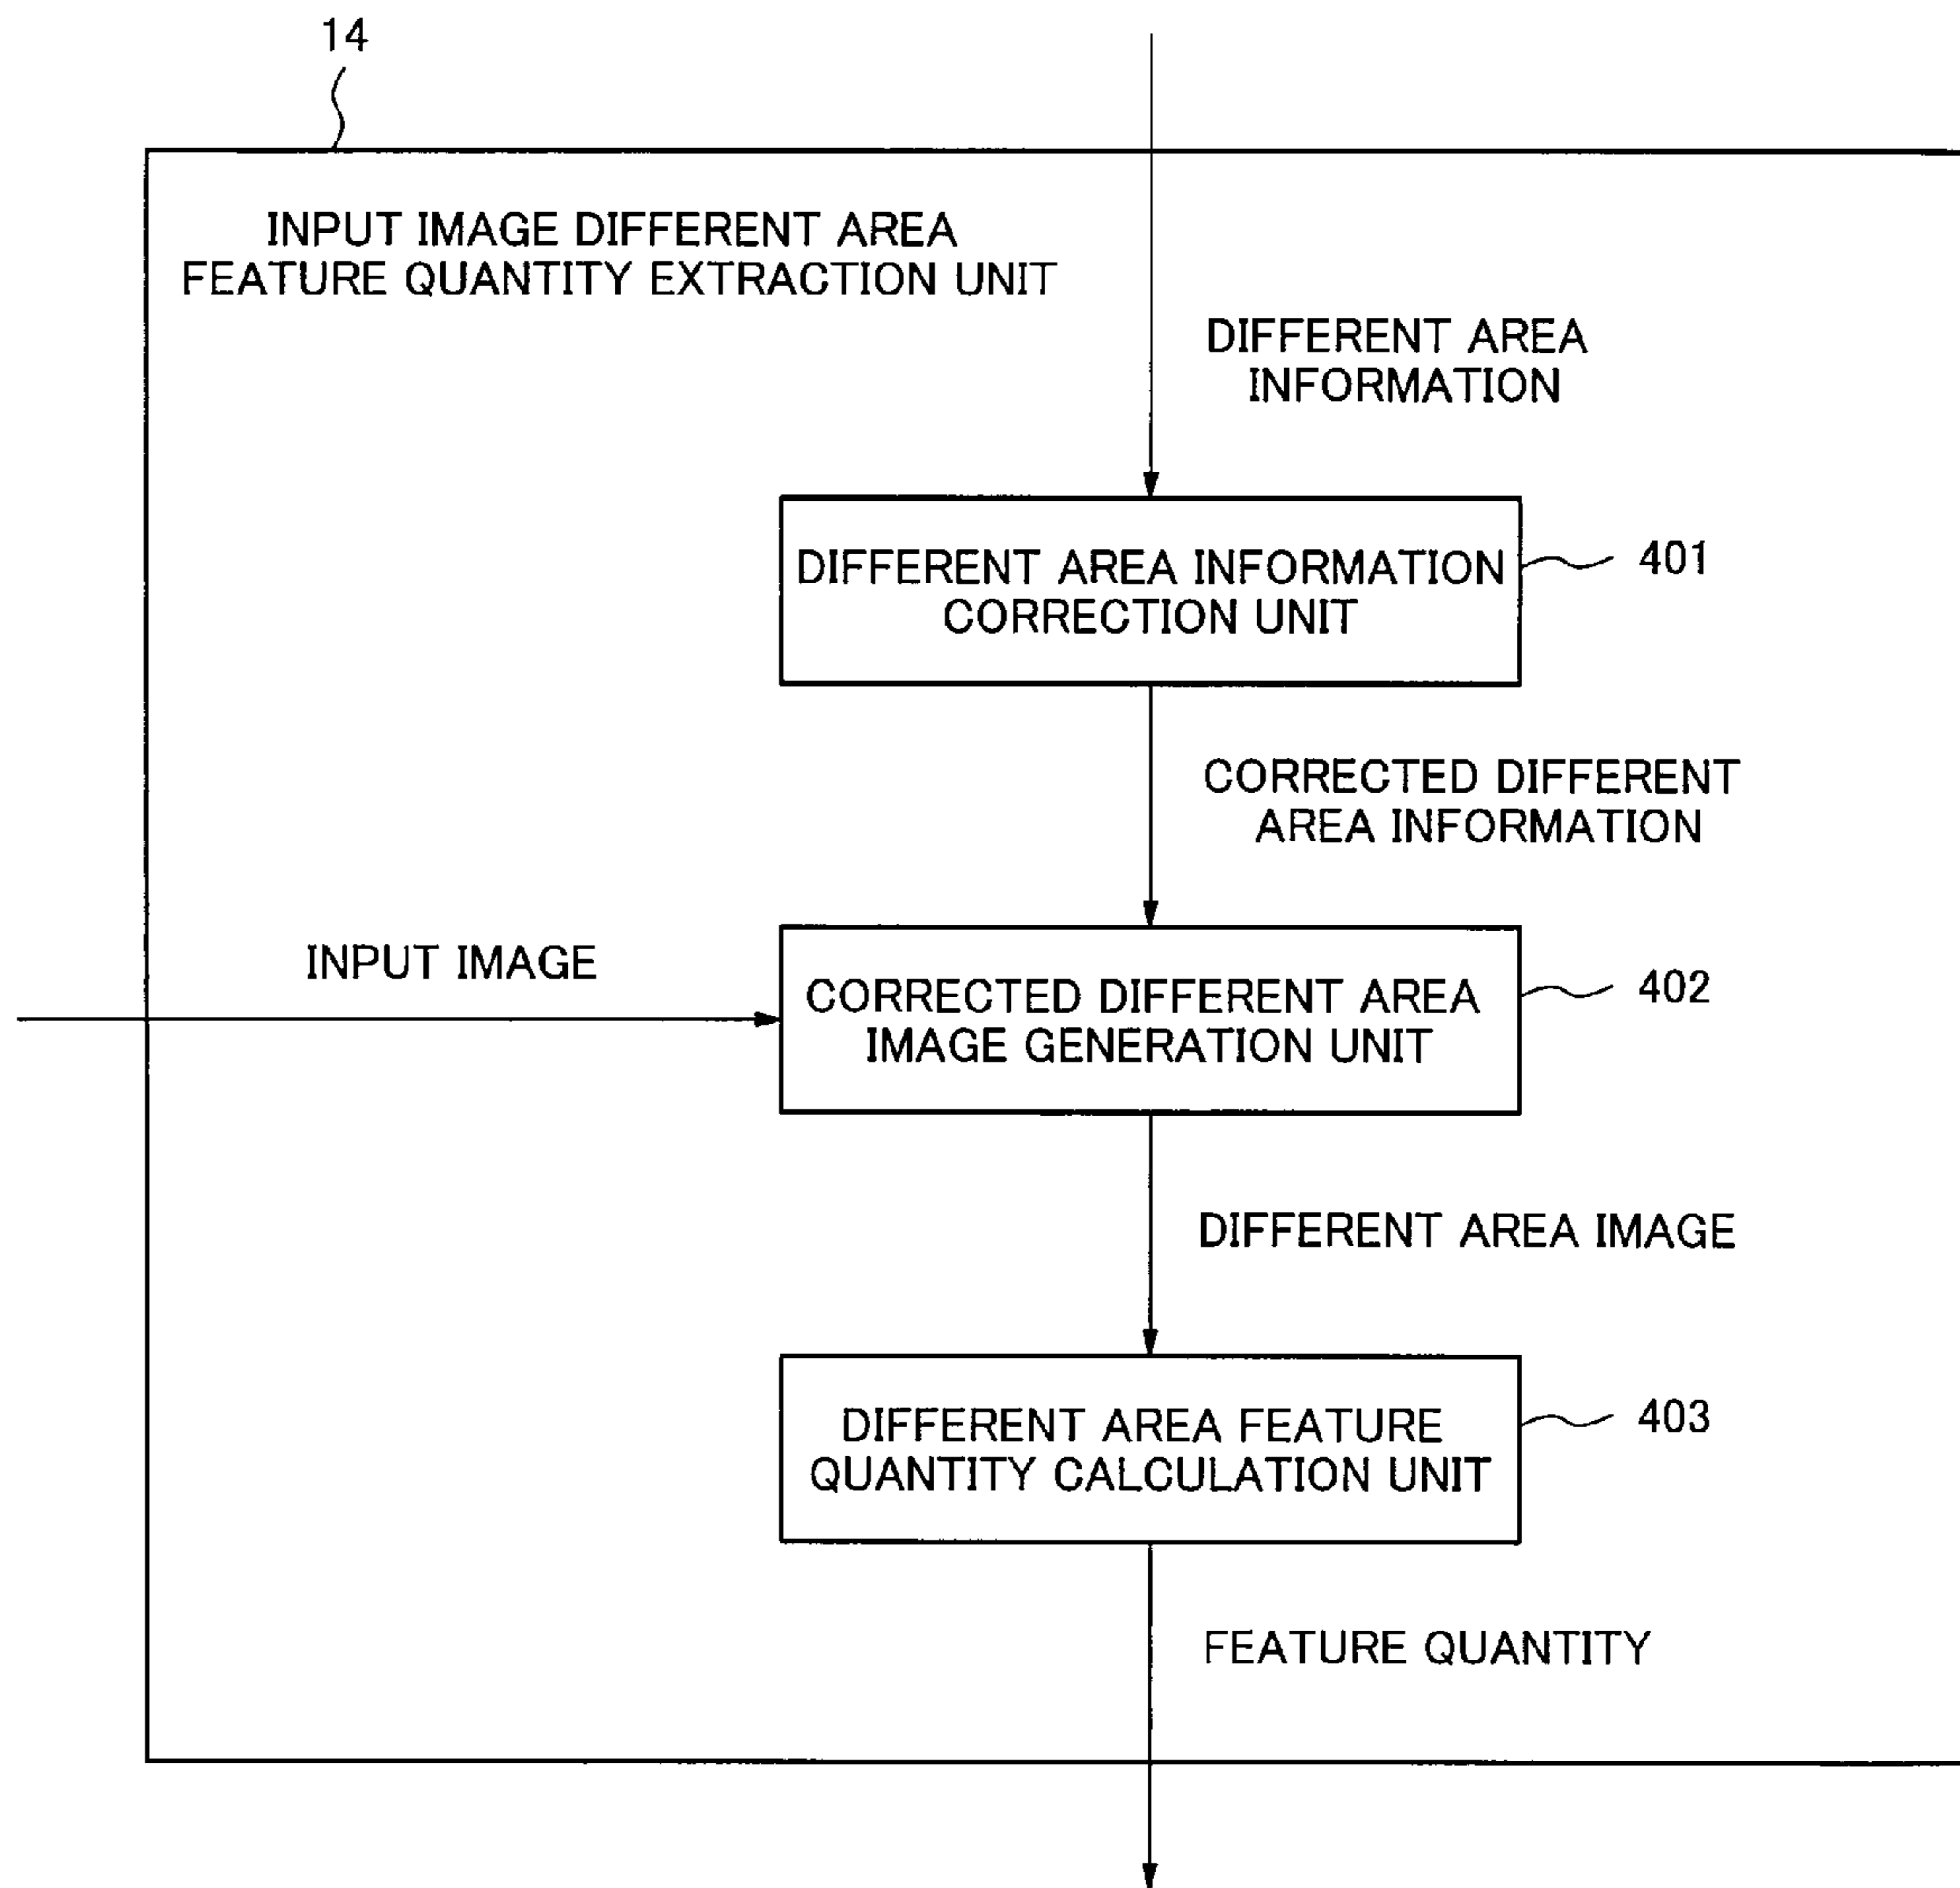 14
INPUT IMAGE DIFFERENT AREA
FEATURE QUANTITY EXTRACTION UNIT
DIFFERENT AREA
INFORMATION
DIFFERENT AREA INFORMATION
CORRECTION UNIT
401
CORRECTED DIFFERENT
AREA INFORMATION
INPUT IMAGE
CORRECTED DIFFERENT AREA
IMAGE GENERATION UNIT
402
DIFFERENT AREA IMAGE
DIFFERENT AREA FEATURE
QUANTITY CALCULATION UNIT
403
FEATURE QUANTITY